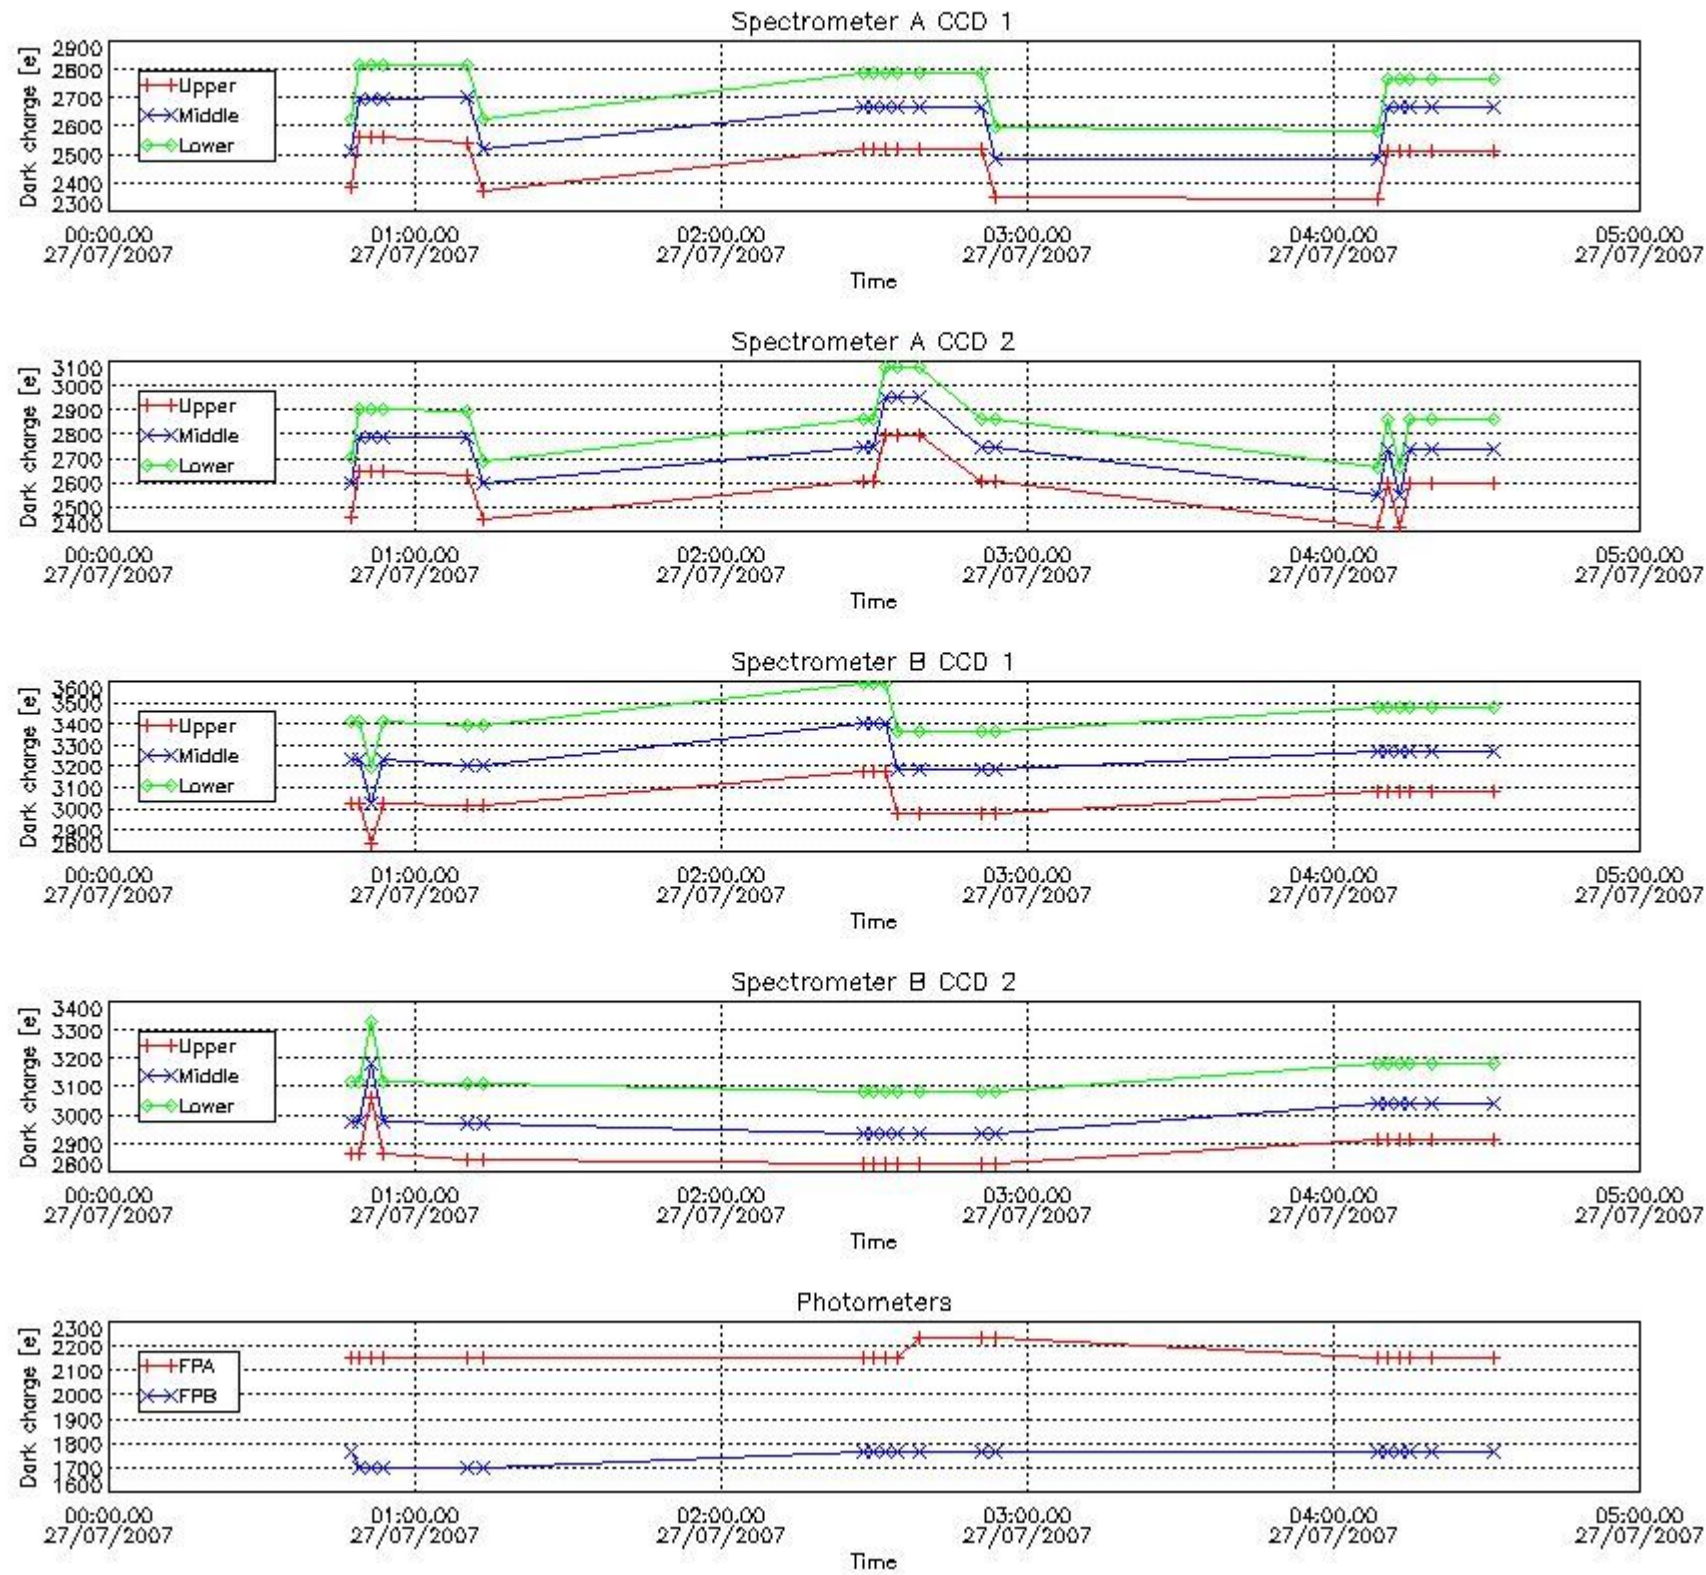 Spectrometer A CCD 1
Dark charge [e]
2900
2800
2700
2600
2500
2400
2300
Upper
Middle
Lower
00:00.00 01:00.00 02:00.00 03:00.00 04:00.00 05:00.00
27/07/2007 27/07/2007 27/07/2007 27/07/2007 27/07/2007 27/07/2007
Time
Spectrometer A CCD 2
Dark charge [e]
3100
3000
2900
2800
2700
2600
2500
2400
Upper
Middle
Lower
00:00.00 01:00.00 02:00.00 03:00.00 04:00.00 05:00.00
27/07/2007 27/07/2007 27/07/2007 27/07/2007 27/07/2007 27/07/2007
Time
Spectrometer B CCD 1
Dark charge [e]
3600
3500
3400
3300
3200
3100
3000
2900
2800
Upper
Middle
Lower
00:00.00 01:00.00 02:00.00 03:00.00 04:00.00 05:00.00
27/07/2007 27/07/2007 27/07/2007 27/07/2007 27/07/2007 27/07/2007
Time
Spectrometer B CCD 2
Dark charge [e]
3400
3300
3200
3100
3000
2900
2800
Upper
Middle
Lower
00:00.00 01:00.00 02:00.00 03:00.00 04:00.00 05:00.00
27/07/2007 27/07/2007 27/07/2007 27/07/2007 27/07/2007 27/07/2007
Time
Photometers
Dark charge [e]
2300
2200
2100
2000
1900
1800
1700
1600
FPA
FPB
00:00.00 01:00.00 02:00.00 03:00.00 04:00.00 05:00.00
27/07/2007 27/07/2007 27/07/2007 27/07/2007 27/07/2007 27/07/2007
Time